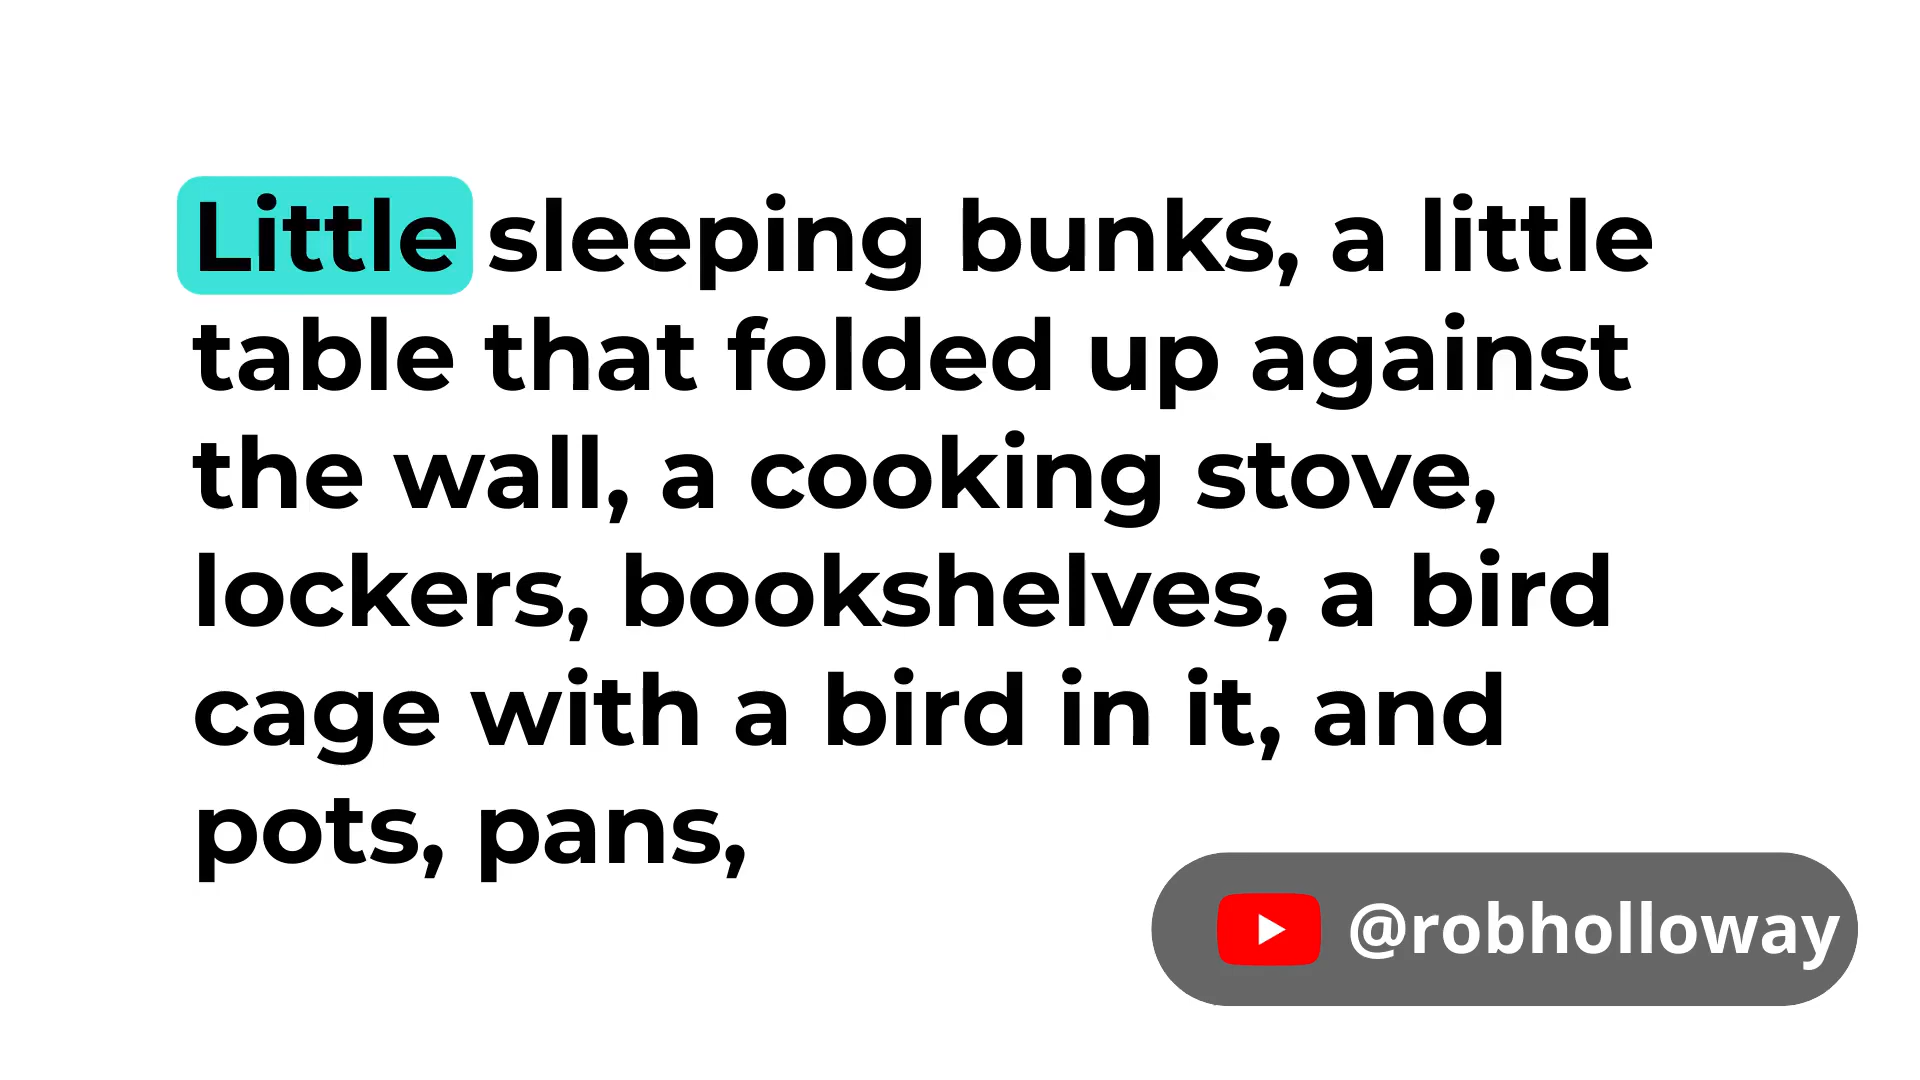 Little sleeping bunks, a little
table that folded up against
the wall, a cooking stove,
lockers, bookshelves, a bird
cage with a bird in it, and
pots, pans,
@robholloway